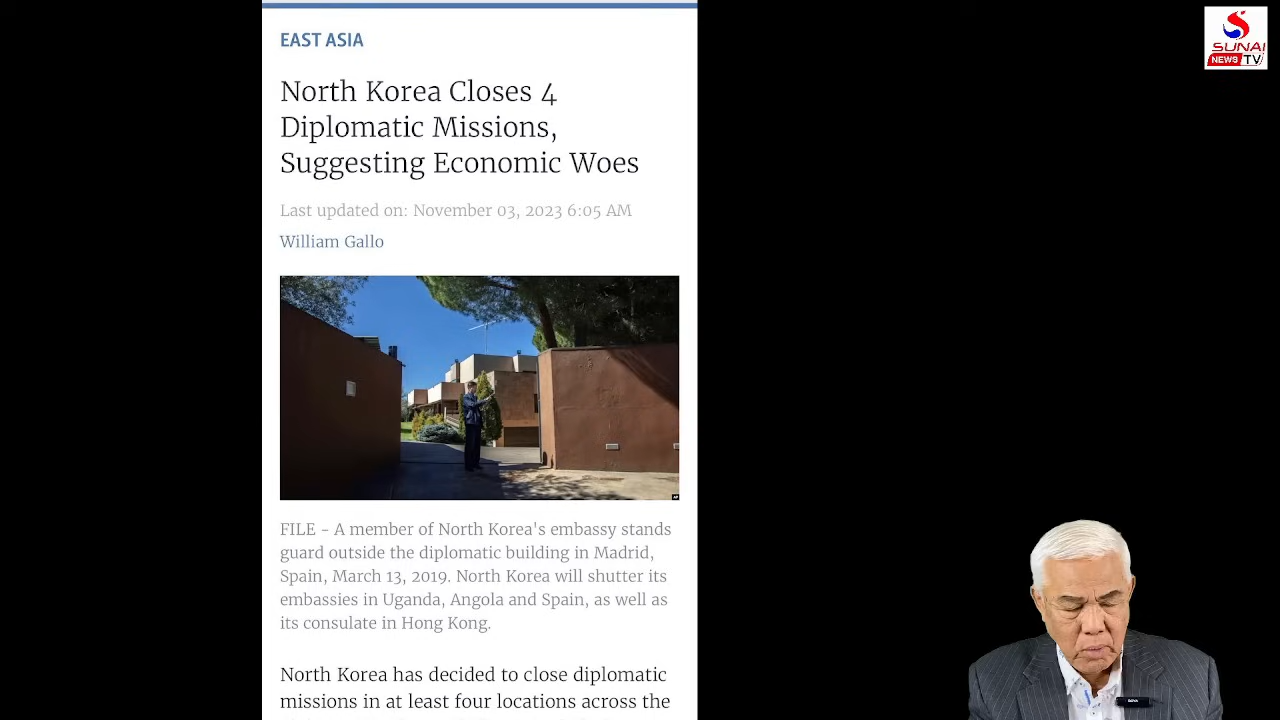 EAST ASIA
North Korea Closes 4
Diplomatic Missions,
Suggesting Economic Woes
Last updated on: November 03, 2023 6:05 AM
William Gallo
FILE - A member of North Korea's embassy stands
guard outside the diplomatic building in Madrid,
Spain, March 13, 2019. North Korea will shutter its
embassies in Uganda, Angola and Spain, as well as
its consulate in Hong Kong.
North Korea has decided to close diplomatic
missions in at least four locations across the
SUNAI
NEWS TV